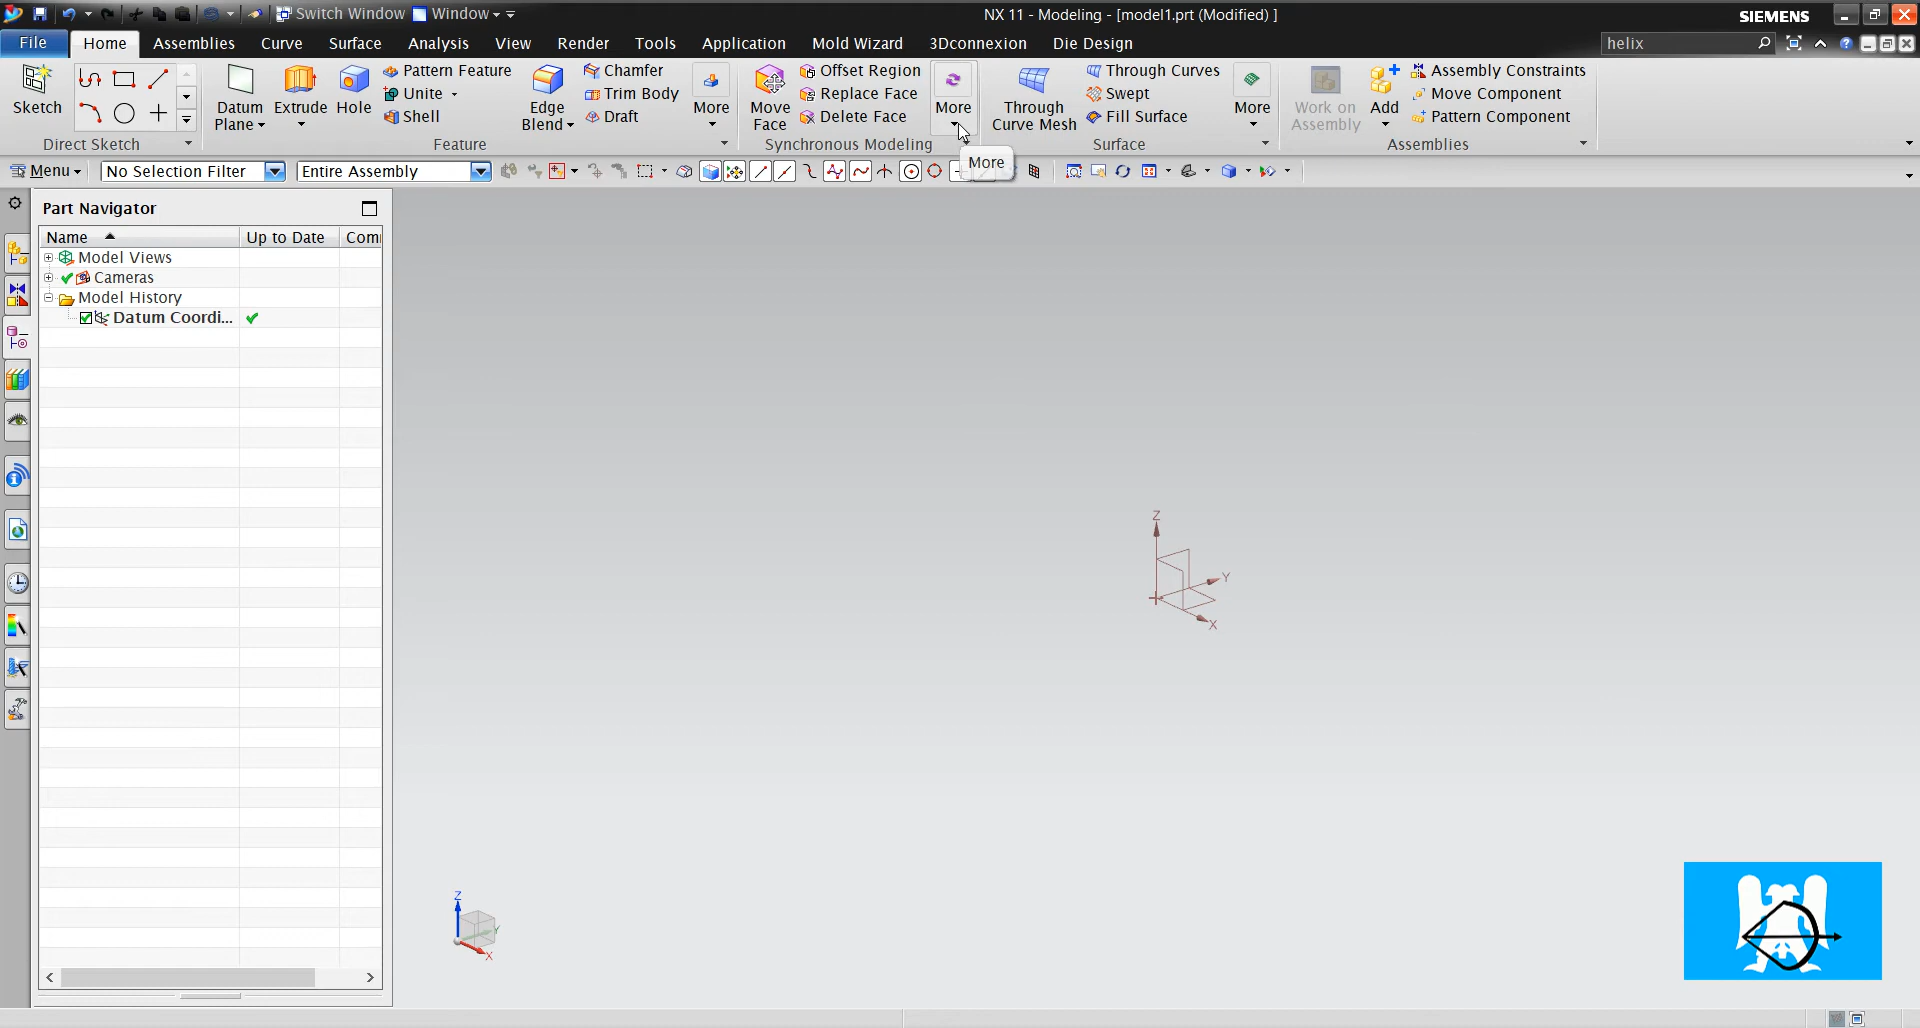 Switch Window Window NX 11 - Modeling - [model1.prt (Modified) ] SIEMENS
File Home Assemblies Curve Surface Analysis View Render Tools Application Mold Wizard 3Dconnexion Die Design helix
Pattern Feature Chamfer Offset Region Through Curves Assembly Constraints
Unite Trim Body Replace Face Swept Move Component
Sketch Datum Extrude Hole Edge More Move More Through More Work on Add
Shell Draft Delete Face Fill Surface Pattern Component
Plane Blend Face Curve Mesh Assembly
Direct Sketch Feature Synchronous Modeling Surface Assemblies
Menu No Selection Filter Entire Assembly More
Part Navigator
Name Up to Date Com
Model Views
Cameras
Model History
Datum Coordi...
Z
Y
X
Z
Y
X